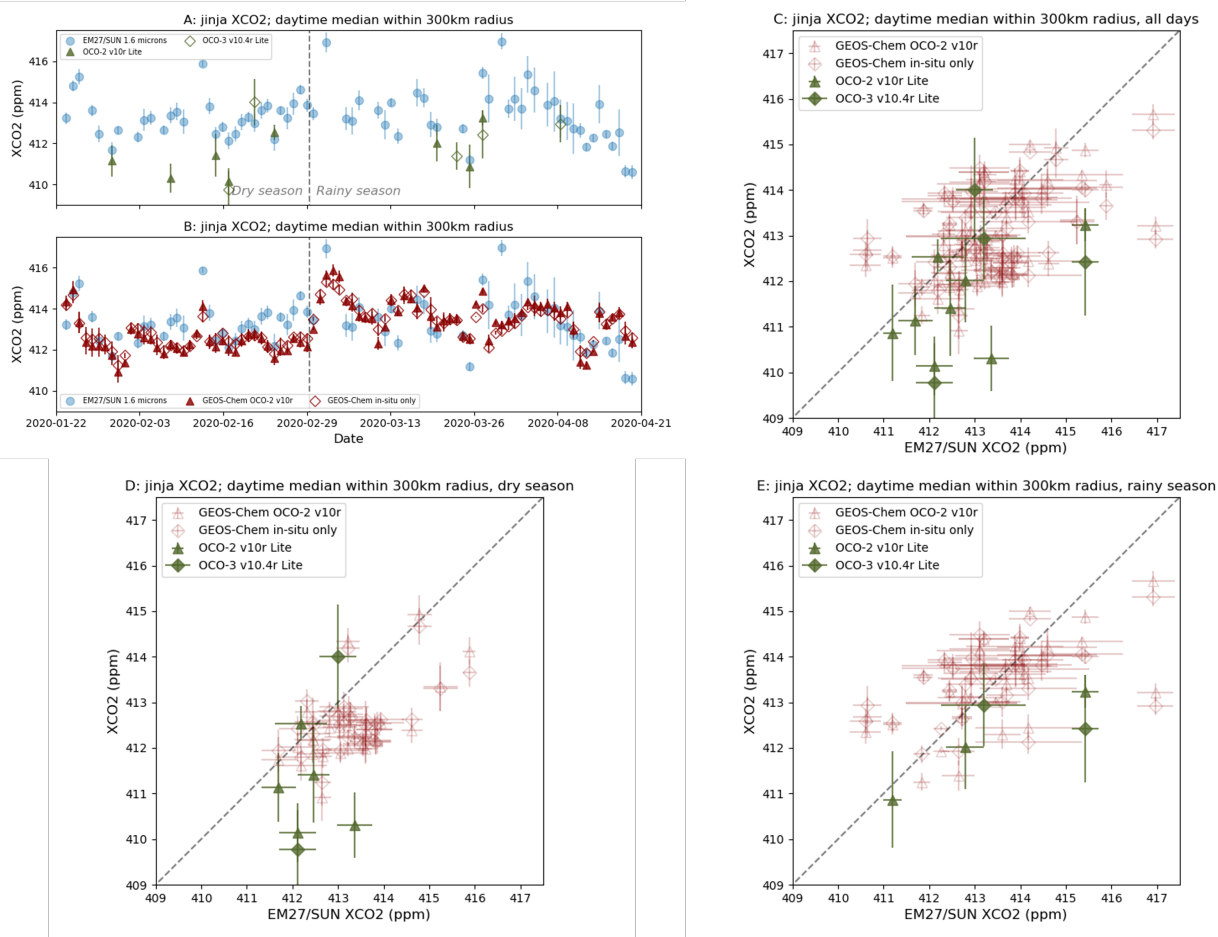 A: jinja XCO2; daytime median within 300km radius
EM27/SUN 1.6 microns
OCO-2 v10r Lite
OCO-3 v10.4r Lite
XCO2 (ppm)
416
414
412
410
Dry season
Rainy season
B: jinja XCO2; daytime median within 300km radius
XCO2 (ppm)
416
414
412
410
EM27/SUN 1.6 microns
GEOS-Chem OCO-2 v10r
GEOS-Chem in-situ only
2020-01-22 2020-02-03 2020-02-16 2020-02-29 2020-03-13 2020-03-26 2020-04-08 2020-04-21
Date
C: jinja XCO2; daytime median within 300km radius, all days
GEOS-Chem OCO-2 v10r
GEOS-Chem in-situ only
OCO-2 v10r Lite
OCO-3 v10.4r Lite
XCO2 (ppm)
417
416
415
414
413
412
411
410
409
409 410 411 412 413 414 415 416 417
EM27/SUN XCO2 (ppm)
D: jinja XCO2; daytime median within 300km radius, dry season
GEOS-Chem OCO-2 v10r
GEOS-Chem in-situ only
OCO-2 v10r Lite
OCO-3 v10.4r Lite
XCO2 (ppm)
417
416
415
414
413
412
411
410
409
409 410 411 412 413 414 415 416 417
EM27/SUN XCO2 (ppm)
E: jinja XCO2; daytime median within 300km radius, rainy season
GEOS-Chem OCO-2 v10r
GEOS-Chem in-situ only
OCO-2 v10r Lite
OCO-3 v10.4r Lite
XCO2 (ppm)
417
416
415
414
413
412
411
410
409
409 410 411 412 413 414 415 416 417
EM27/SUN XCO2 (ppm)